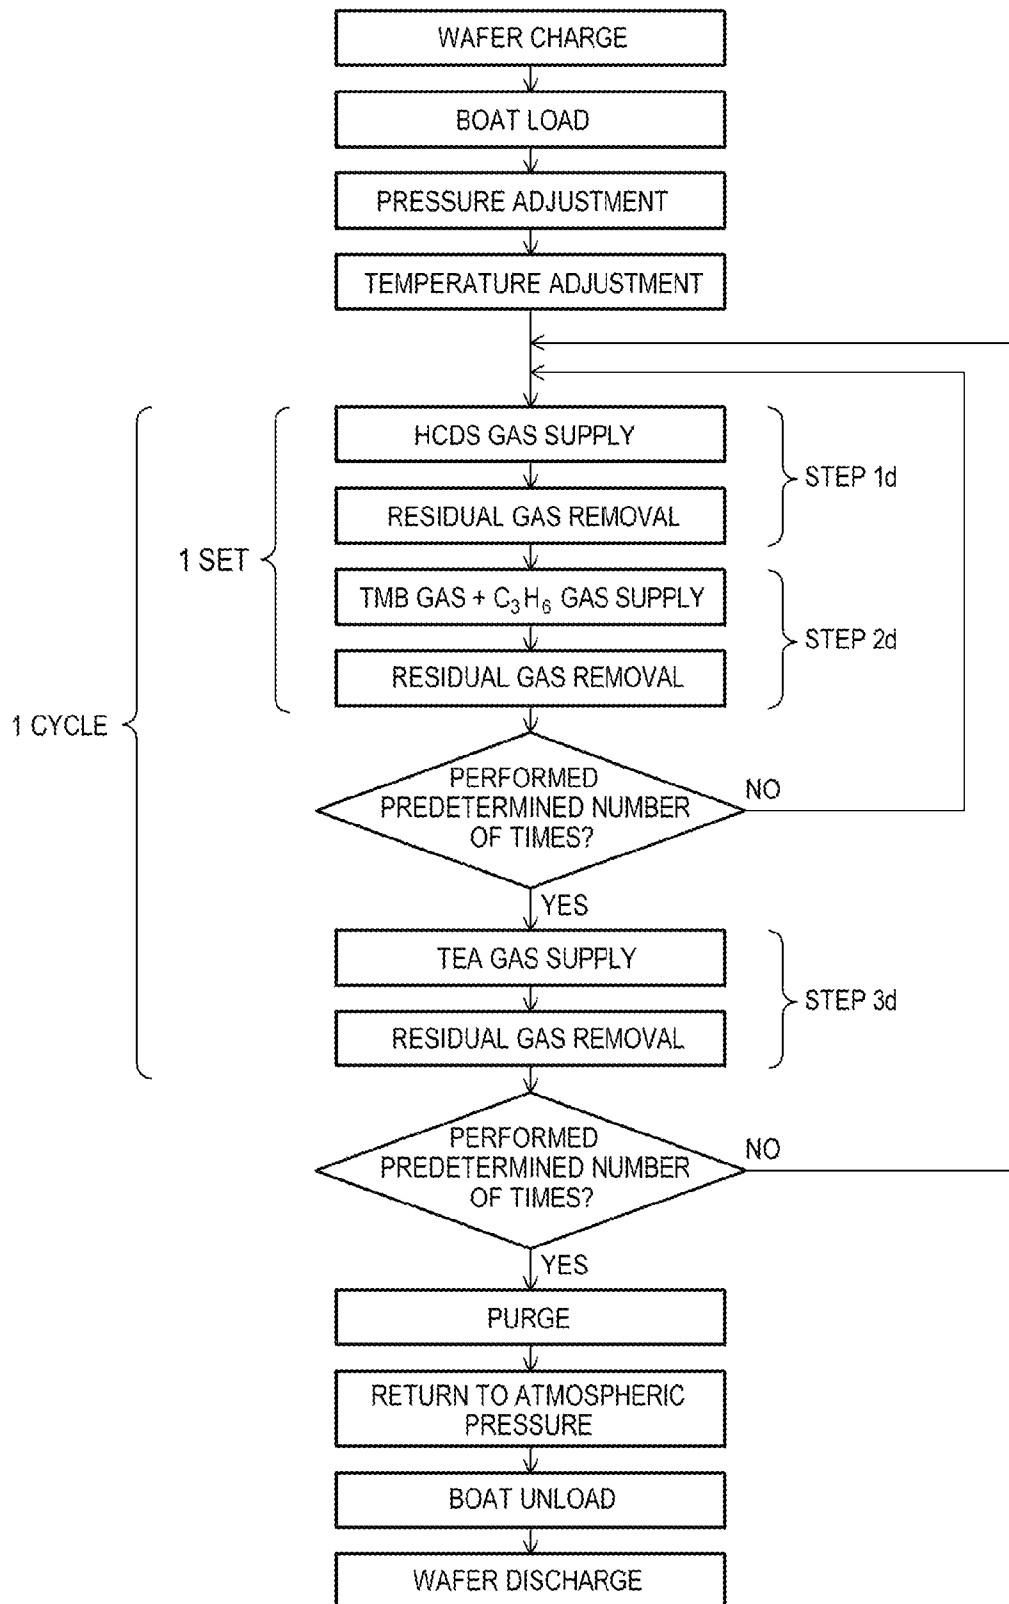 WAFER CHARGE
BOAT LOAD
PRESSURE ADJUSTMENT
TEMPERATURE ADJUSTMENT
HCDS GAS SUPPLY
STEP 1d
RESIDUAL GAS REMOVAL
1 SET
TMB GAS + C₃H₆ GAS SUPPLY
STEP 2d
RESIDUAL GAS REMOVAL
1 CYCLE
PERFORMED
PREDETERMINED NUMBER
OF TIMES?
NO
YES
TEA GAS SUPPLY
STEP 3d
RESIDUAL GAS REMOVAL
PERFORMED
PREDETERMINED NUMBER
OF TIMES?
NO
YES
PURGE
RETURN TO ATMOSPHERIC
PRESSURE
BOAT UNLOAD
WAFER DISCHARGE